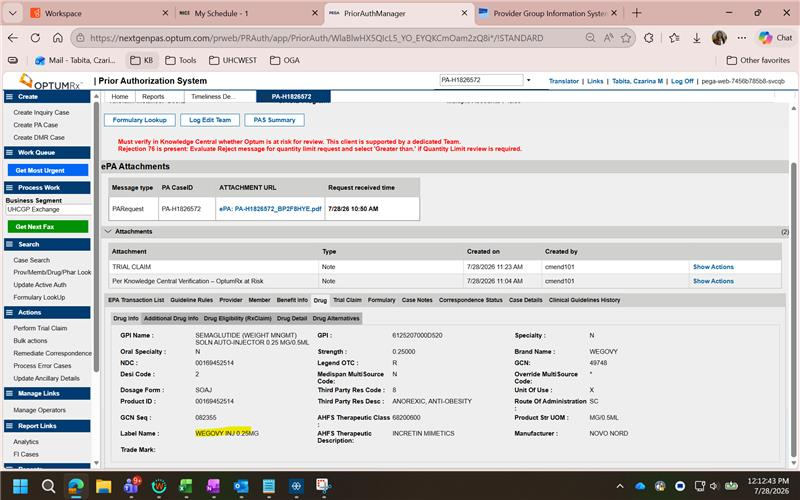 Workspace
My Schedule - 1
PriorAuthManager
Provider Group Information System
https://nextgenpas.optum.com/prweb/PRAuth/app/PriorAuth/WlaBlwHX5QIcL5_YO_EYQKCmOam2zQ8i*/!STANDARD
Chat
Mail - Tabita, Czari...
KB
Tools
UHCWEST
OGA
Other favorites
OPTUMRx
Prior Authorization System
PA-H1826572
Translator | Links | Tabita, Czarina M | Log Off | pega-web-7456b785b8-svcqb
Create
Create Inquiry Case
Create PA Case
Create DMR Case
Work Queue
Get Most Urgent
Process Work
Business Segment
UHCGP Exchange
Get Next Fax
Search
Case Search
Prov/Memb/Drug/Phar Look
Update Active Auth
Formulary LookUp
Actions
Perform Trial Claim
Bulk actions
Remediate Correspondence
Process Error Cases
Update Ancillary Details
Manage Links
Manage Operators
Report Links
Analytics
FI Cases
Home
Reports
Timeliness De...
PA-H1826572
Formulary Lookup
Log Edit Team
PAS Summary
Must verify in Knowledge Central whether Optum is at risk for review. This client is supported by a dedicated Team.
Rejection 76 is present: Evaluate Reject message for quantity limit request and select 'Greater than.' if Quantity Limit review is required.
ePA Attachments
Message type PA CaseID ATTACHMENT URL Request received time
PARequest PA-H1826572 ePA: PA-H1826572_BP2F8HYE.pdf 7/28/26 10:50 AM
Attachments (2)
Attachment Type Created on Created by
TRIAL CLAIM Note 7/28/2026 11:23 AM cmend101 Show Actions
Per Knowledge Central Verification – OptumRx at Risk Note 7/28/2026 11:04 AM cmend101 Show Actions
EPA Transaction List Guideline Rules Provider Member Benefit Info Drug Trial Claim Formulary Case Notes Correspondence Status Case Details Clinical Guidelines History
Drug Info Additional Drug Info Drug Eligibility (RxClaim) Drug Detail Drug Alternatives
GPI Name : SEMAGLUTIDE (WEIGHT MNGMT) SOLN AUTO-INJECTOR 0.25 MG/0.5ML GPI : 6125207000D520 Specialty : N
Oral Specialty : N Strength : 0.25000 Brand Name : WEGOVY
NDC : 00169452514 Legend OTC : R GCN: 49748
Desi Code : 2 Medispan MultiSource Code: N Override MultiSource Code: *
Dosage Form : SOAJ Third Party Res Code : 8 Unit Of Use : X
Product ID : 00169452514 Third Party Res Desc : ANOREXIC, ANTI-OBESITY Route Of Administration : SC
GCN Seq : 082355 AHFS Therapeutic Class : 68200600 Product Str UOM : MG/0.5ML
Label Name : WEGOVY INJ 0.25MG AHFS Therapeutic Description: INCRETIN MIMETICS Manufacturer : NOVO NORD
Trade Mark:
12:12:43 PM
7/28/2026